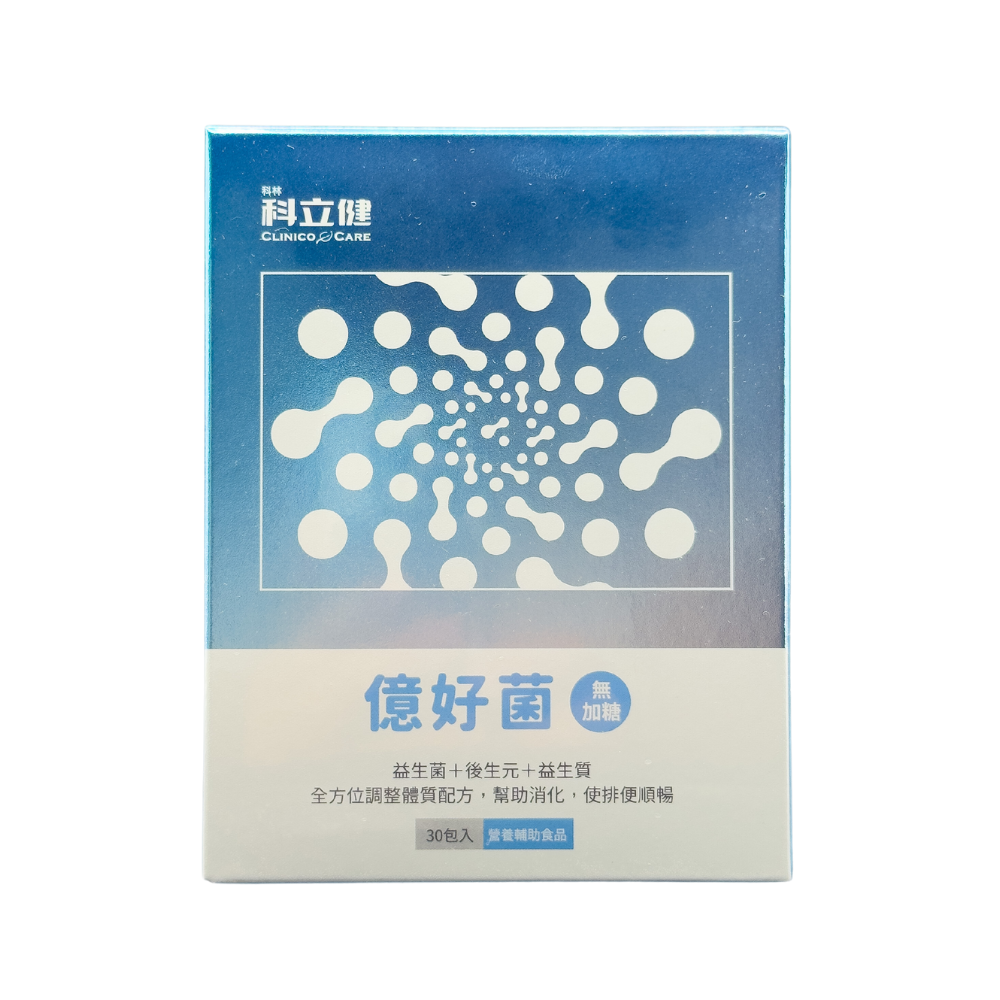 科林
科立健
CLINICO CARE
億好菌
無
加糖
益生菌＋後生元＋益生質
全方位調整體質配方，幫助消化，使排便順暢
30包入 營養輔助食品